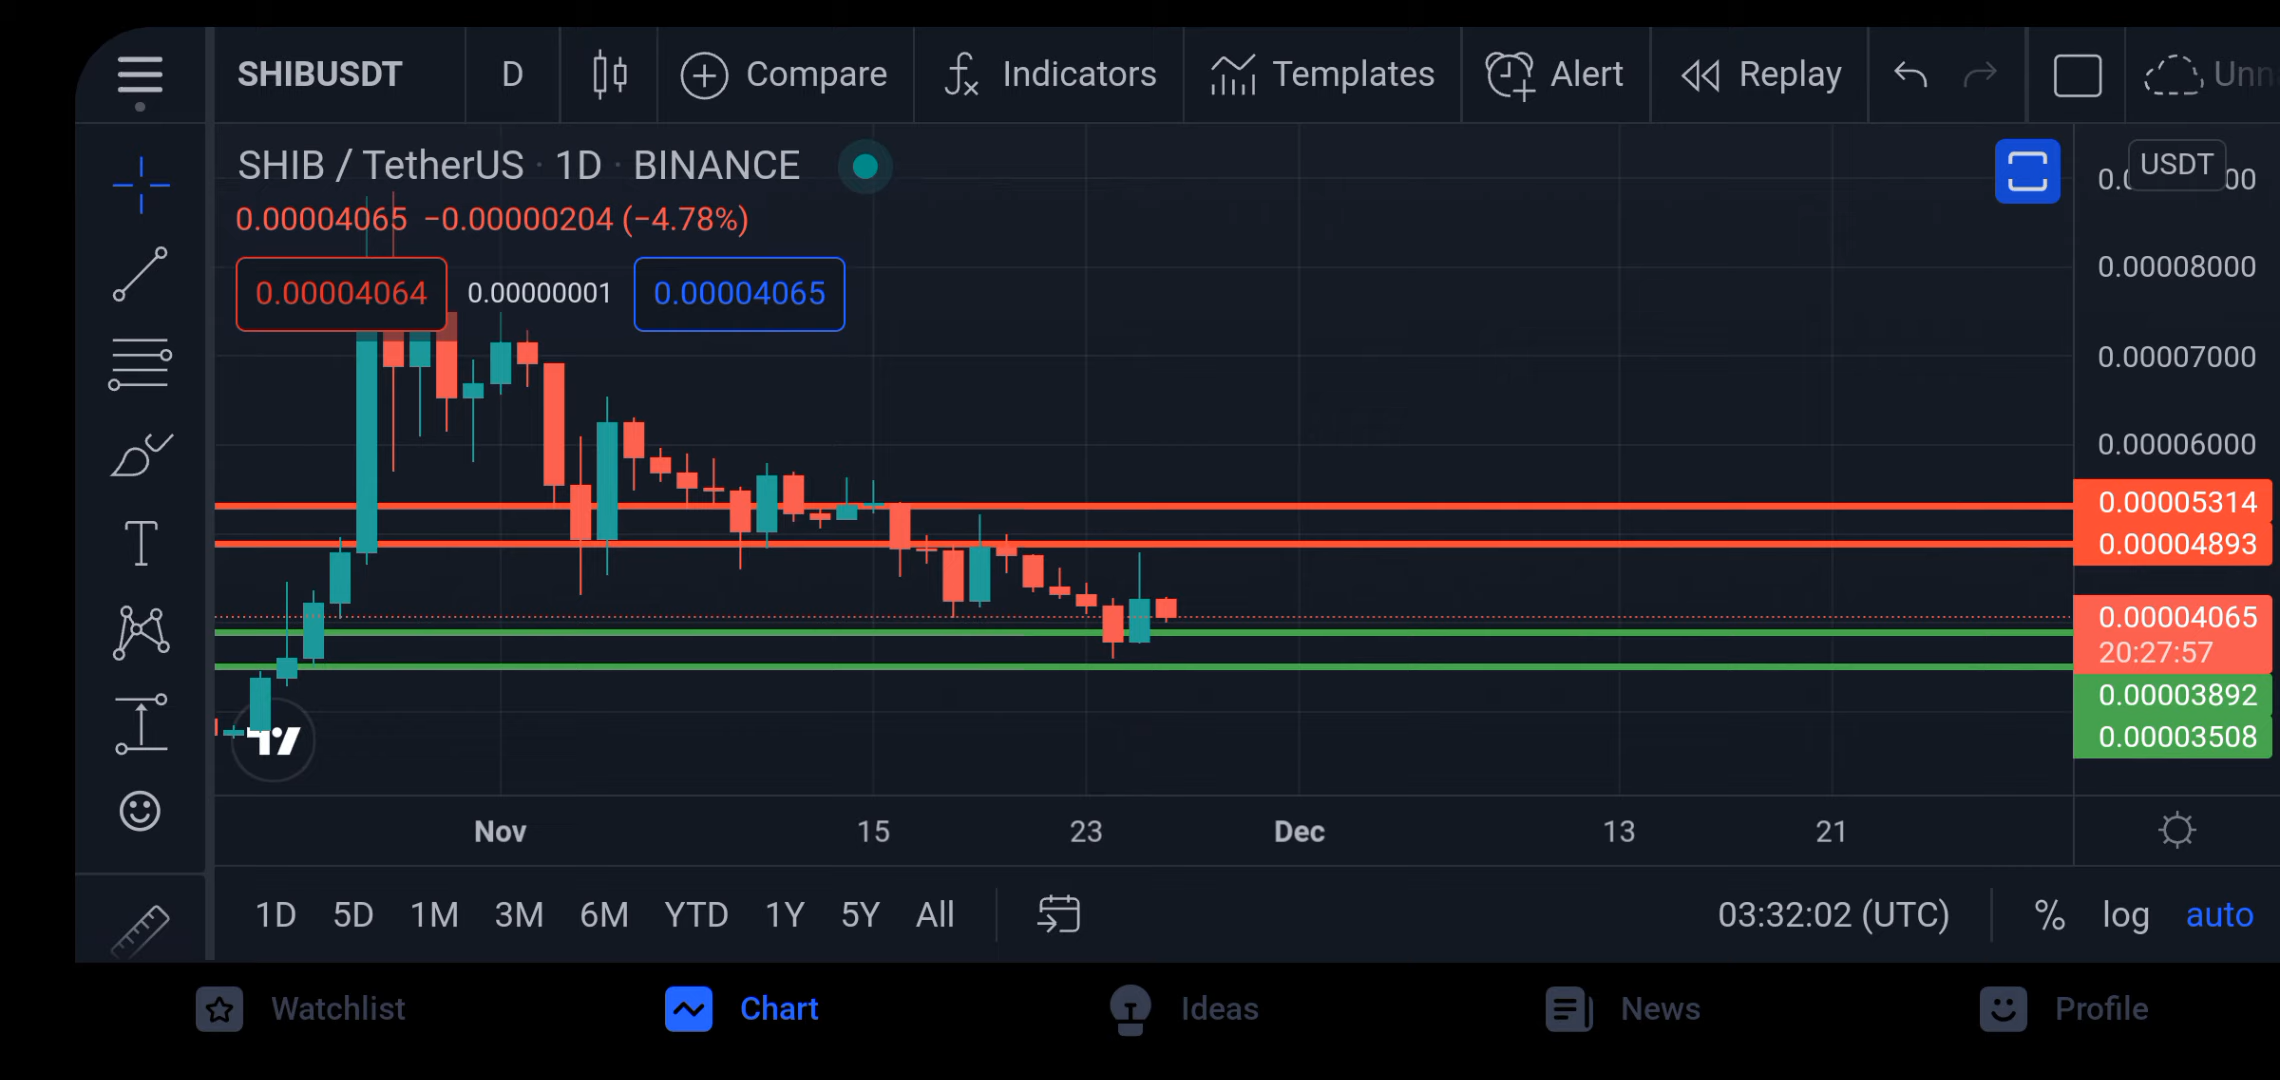 SHIBUSDT D Compare Indicators Templates Alert Replay
SHIB / TetherUS · 1D · BINANCE
0.00004065 −0.00000204 (−4.78%)
0.00004064 0.00000001 0.00004065
USDT
0.00008000
0.00007000
0.00006000
0.00005314
0.00004893
0.00004065
20:27:57
0.00003892
0.00003508
Nov 15 23 Dec 13 21
1D 5D 1M 3M 6M YTD 1Y 5Y All 03:32:02 (UTC) % log auto
Watchlist Chart Ideas News Profile